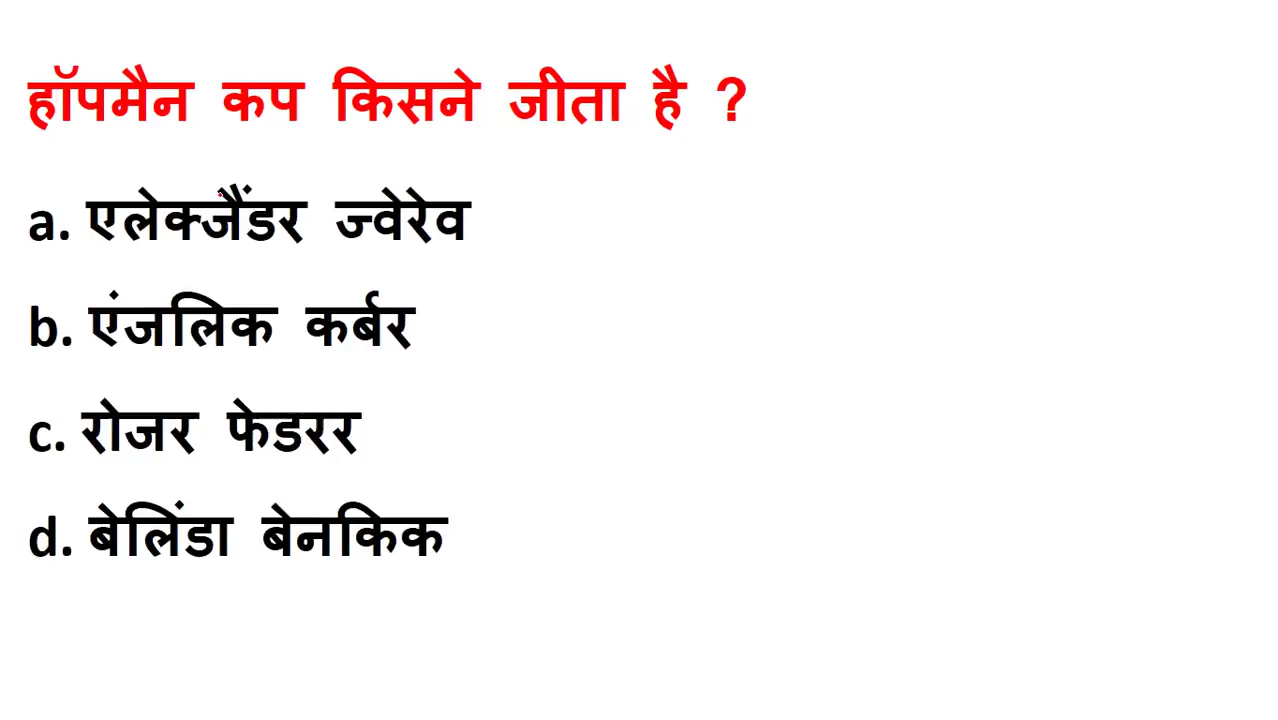 हॉपमैन कप किसने जीता है ?
a. एलेक्जैंडर ज्वेरेव
b. एंजलिक कर्बर
c. रोजर फेडरर
d. बेलिंडा बेनकिक